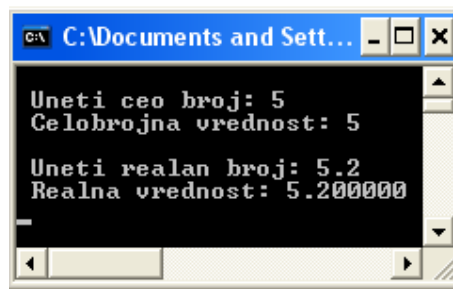 C:\Documents and Sett...
Uneti ceo broj: 5
Celobrojna vrednost: 5
Uneti realan broj: 5.2
Realna vrednost: 5.200000